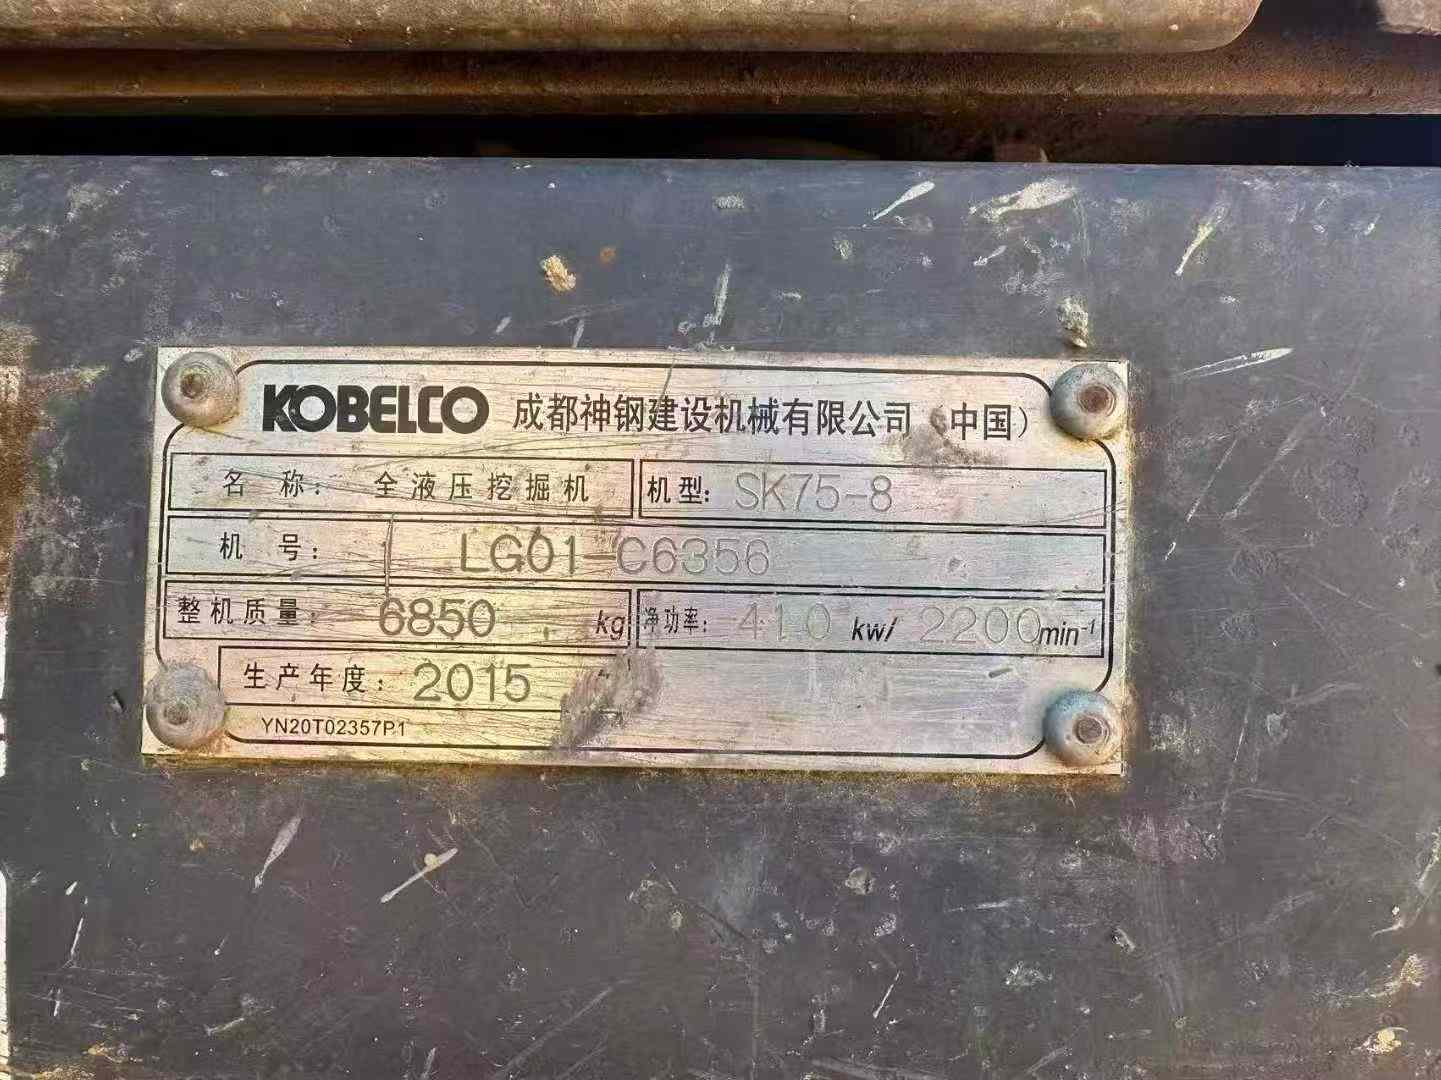 KOBELCO 成都神钢建设机械有限公司（中国）
名 称： 全液压挖掘机 机型：SK75-8
机 号： LG01-C6356
整机质量： 6850 kg 净功率： 41.0 kw/ 2200 min-1
生产年度： 2015
YN20T02357P1